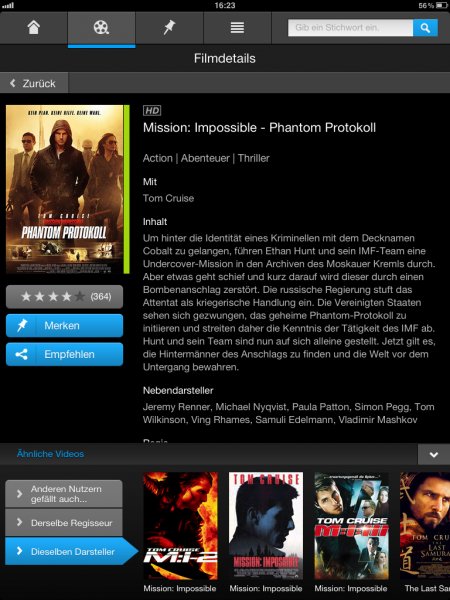 16:23
56 %
Gib ein Stichwort ein.
Filmdetails
Zurück
KEIN PLAN. KEINE HILFE. KEINE WAHL.
TOM CRUISE
PHANTOM PROTOKOLL
HD
Mission: Impossible - Phantom Protokoll
Action | Abenteuer | Thriller
Mit
Tom Cruise
Inhalt
Um hinter die Identität eines Kriminellen mit dem Decknamen
Cobalt zu gelangen, führen Ethan Hunt und sein IMF-Team eine
Undercover-Mission in den Archiven des Moskauer Kremls durch.
Aber etwas geht schief und kurz darauf wird dieser durch einen
Bombenanschlag zerstört. Die russische Regierung stuft das
Attentat als kriegerische Handlung ein. Die Vereinigten Staaten
sehen sich gezwungen, das geheime Phantom-Protokoll zu
initiieren und streiten daher die Kenntnis der Tätigkeit des IMF ab.
Hunt und sein Team sind nun auf sich alleine gestellt. Jetzt gilt es,
die Hintermänner des Anschlags zu finden und die Welt vor dem
Untergang bewahren.
Nebendarsteller
Jeremy Renner, Michael Nyqvist, Paula Patton, Simon Pegg, Tom
Wilkinson, Ving Rhames, Samuli Edelmann, Vladimir Mashkov
Regie
(364)
Merken
Empfehlen
Ähnliche Videos
Anderen Nutzern
gefällt auch...
Derselbe Regisseur
Dieselben Darsteller
TOM CRUISE
M:I-2
Mission: Impossible
TOM CRUISE
MISSION: IMPOSSIBLE
Mission: Impossible
TOM CRUISE
M:I:III
Mission: Impossible
TOM CRUISE
THE
LAST
SAMURAI
The Last Sa